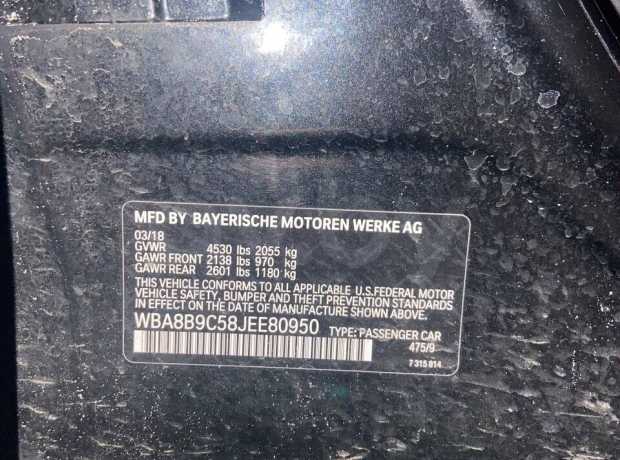 MFD BY BAYERISCHE MOTOREN WERKE AG
03/18
GVWR 4530 lbs 2055 kg
GAWR FRONT 2138 lbs 970 kg
GAWR REAR 2601 lbs 1180 kg
THIS VEHICLE CONFORMS TO ALL APPLICABLE U.S.FEDERAL MOTOR
VEHICLE SAFETY, BUMPER AND THEFT PREVENTION STANDARDS
IN EFFECT ON THE DATE OF MANUFACTURE SHOWN ABOVE.
WBA8B9C58JEE80950 TYPE: PASSENGER CAR
475/9
7 315 814